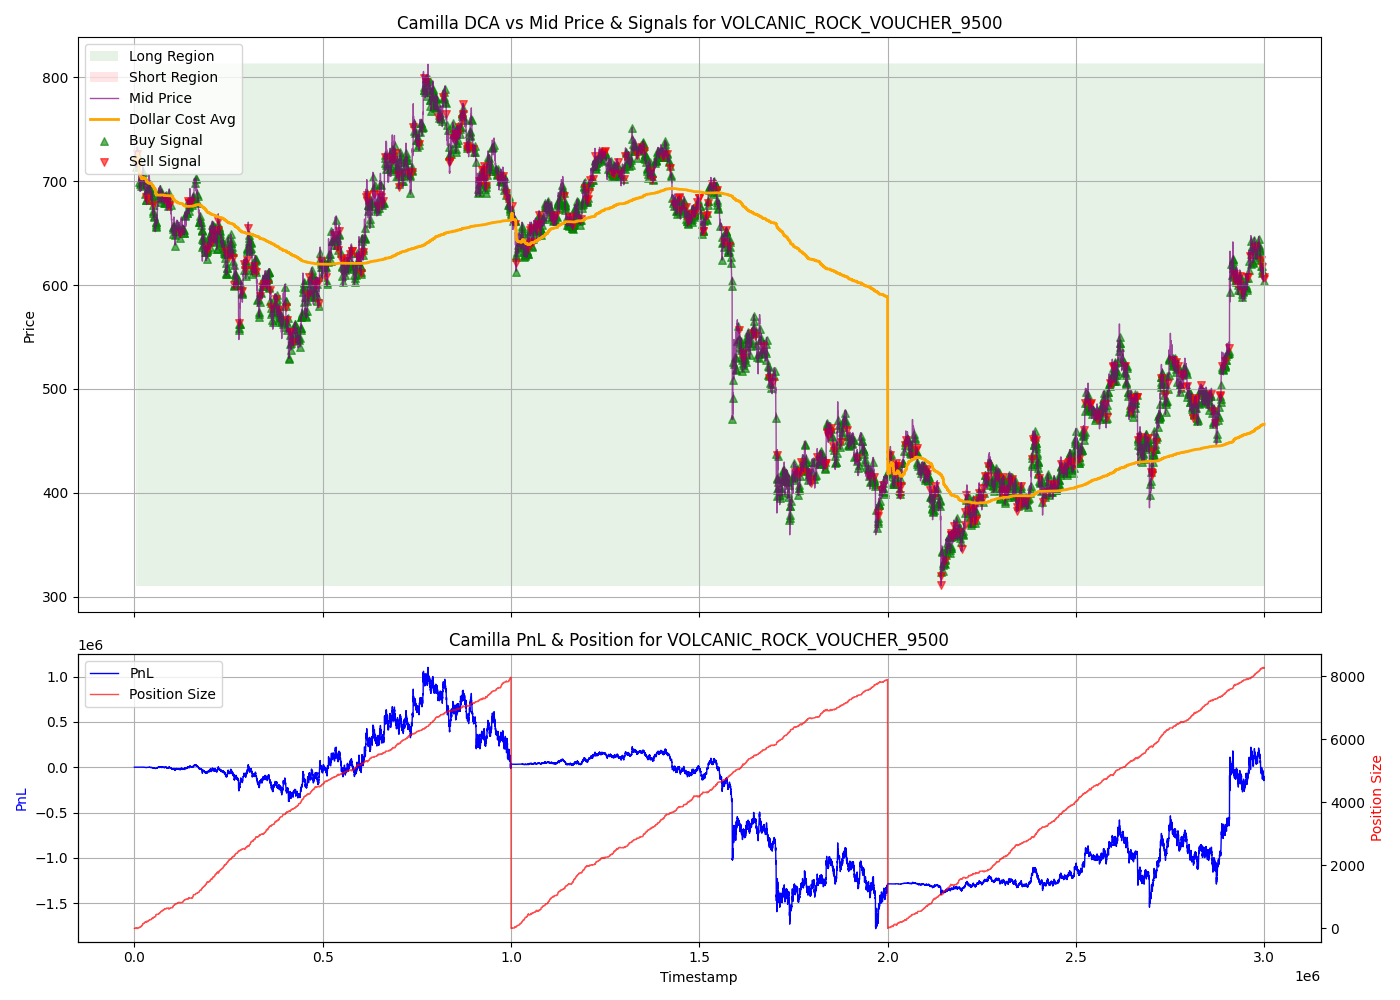 Camilla DCA vs Mid Price & Signals for VOLCANIC_ROCK_VOUCHER_9500
Long Region
Short Region
Mid Price
Dollar Cost Avg
Buy Signal
Sell Signal
800
700
600
500
400
300
Price
Camilla PnL & Position for VOLCANIC_ROCK_VOUCHER_9500
1e6
PnL
Position Size
1.0
0.5
0.0
−0.5
−1.0
−1.5
PnL
8000
6000
4000
2000
0
Position Size
0.0
0.5
1.0
1.5
2.0
2.5
3.0
Timestamp
1e6